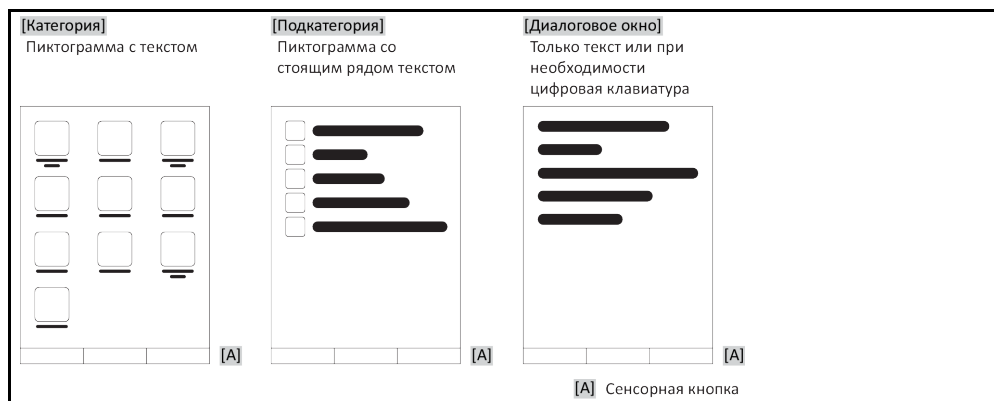 [Категория]
Пиктограмма с текстом
[Подкатегория]
Пиктограмма со
стоящим рядом текстом
[Диалоговое окно]
Только текст или при
необходимости
цифровая клавиатура
[A]
[A]
[A]
[A] Сенсорная кнопка